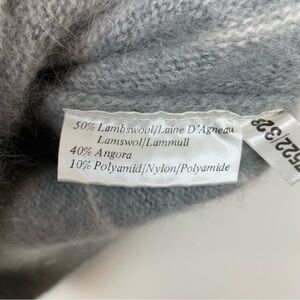 50% Lambswool/Laine D'Agneau
Lamswol/Lammull
40% Angora
10% Polyamid/Nylon/Polyamide